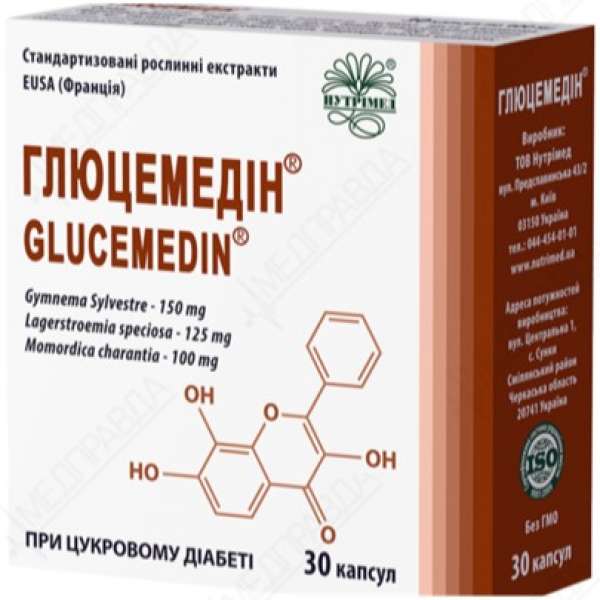 Стандартизовані рослинні екстракти
EUSA (Франція)
НУТРІМЕД
®
ГЛЮЦЕМЕДІН®
GLUCEMEDIN®
Gymnema Sylvestre - 150 mg
Lagerstroemia speciosa - 125 mg
Momordica charantia - 100 mg
OH
HO
O
OH
O
ПРИ ЦУКРОВОМУ ДІАБЕТІ
30 капсул
ГЛЮЦЕМЕДІН®
Виробник:
ТОВ Нутрімед
вул. Предславинська 43/2
м. Київ
03150 Україна
тел.: 044-454-01-01
www.nutrimed.ua
Адреса потужностей
виробництва:
вул. Центральна 1,
с. Сунки
Смілянський район
Черкаська область
20741 Україна
ISO
Без ГМО
30 капсул
МЕДПРАВДА